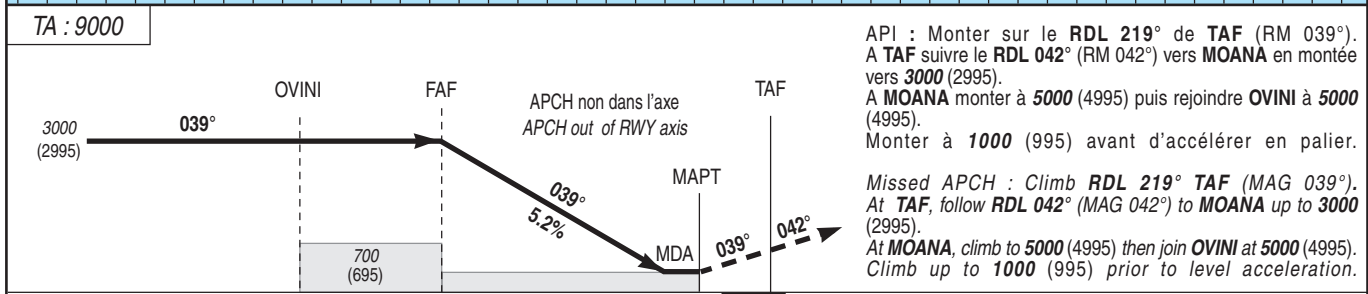 TA : 9000
OVINI
FAF
APCH non dans l'axe
APCH out of RWY axis
TAF
3000
(2995)
039°
MAPT
039°
5.2%
700
(695)
MDA
039°
042°
API : Monter sur le RDL 219° de TAF (RM 039°).
A TAF suivre le RDL 042° (RM 042°) vers MOANA en montée
vers 3000 (2995).
A MOANA monter à 5000 (4995) puis rejoindre OVINI à 5000
(4995).
Monter à 1000 (995) avant d'accélérer en palier.
Missed APCH : Climb RDL 219° TAF (MAG 039°).
At TAF, follow RDL 042° (MAG 042°) to MOANA up to 3000
(2995).
At MOANA, climb to 5000 (4995) then join OVINI at 5000 (4995).
Climb up to 1000 (995) prior to level acceleration.